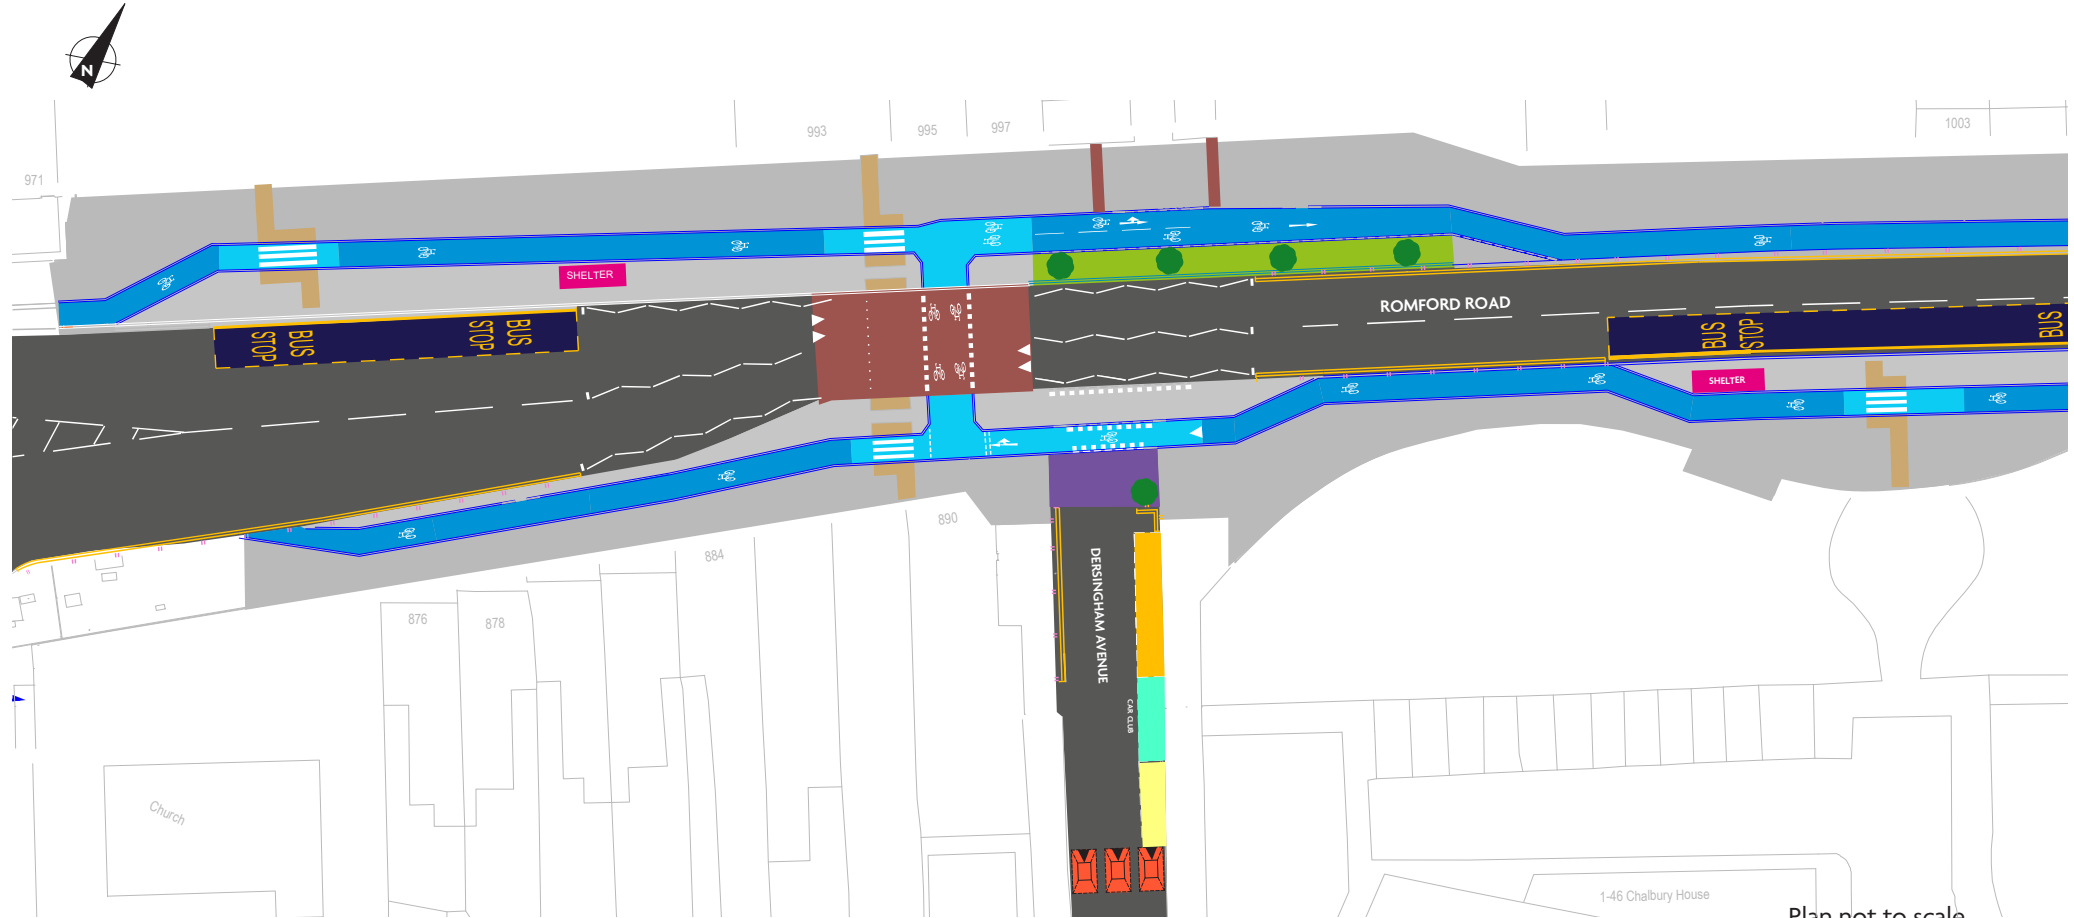 N
993
995
997
1003
971
SHELTER
ROMFORD ROAD
BUS
STOP
BUS
STOP
BUS
STOP
BUS
SHELTER
890
884
876
878
DERSINGHAM AVENUE
CAR CLUB
Church
1-46 Chalbury House
Plan not to scale